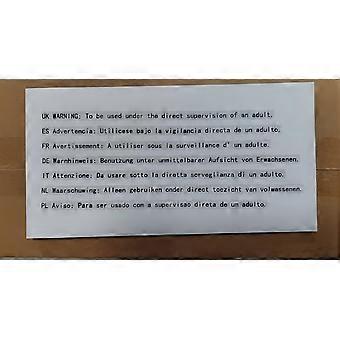 UK WARNING: To be used under the direct supervision of an adult.
ES Advertencia: Utilícese bajo la vigilancia directa de un adulto.
FR Avertissement: À utiliser sous la surveillance d' un adulte.
DE Warnhinweis: Benutzung unter unmittelbarer Aufsicht von Erwachsenen.
IT Attenzione: Da usare sotto la diretta sorveglianza di un adulto.
NL Waarschuwing: Alleen gebruiken onder direct toezicht van volwassenen.
PL Aviso: Para ser usado com a supervisao direta de um adulto.